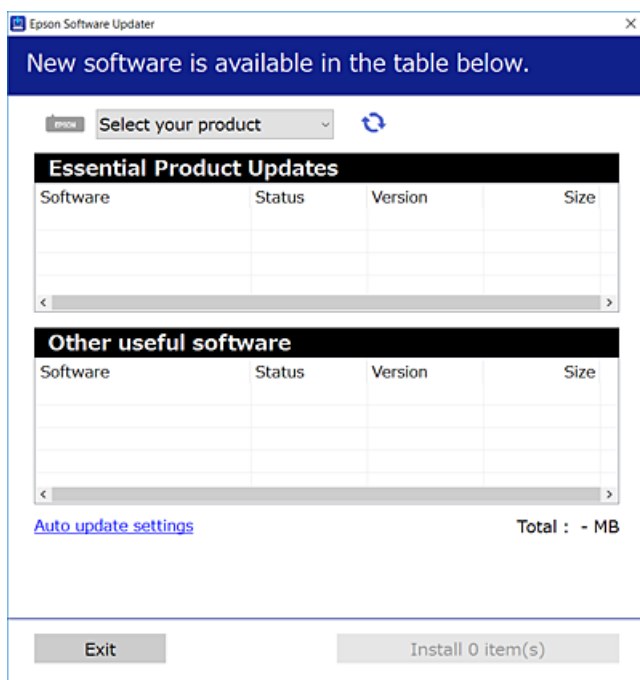 Epson Software Updater
New software is available in the table below.
EPSON Select your product
Essential Product Updates
Software Status Version Size
Other useful software
Software Status Version Size
Auto update settings Total : - MB
Exit Install 0 item(s)